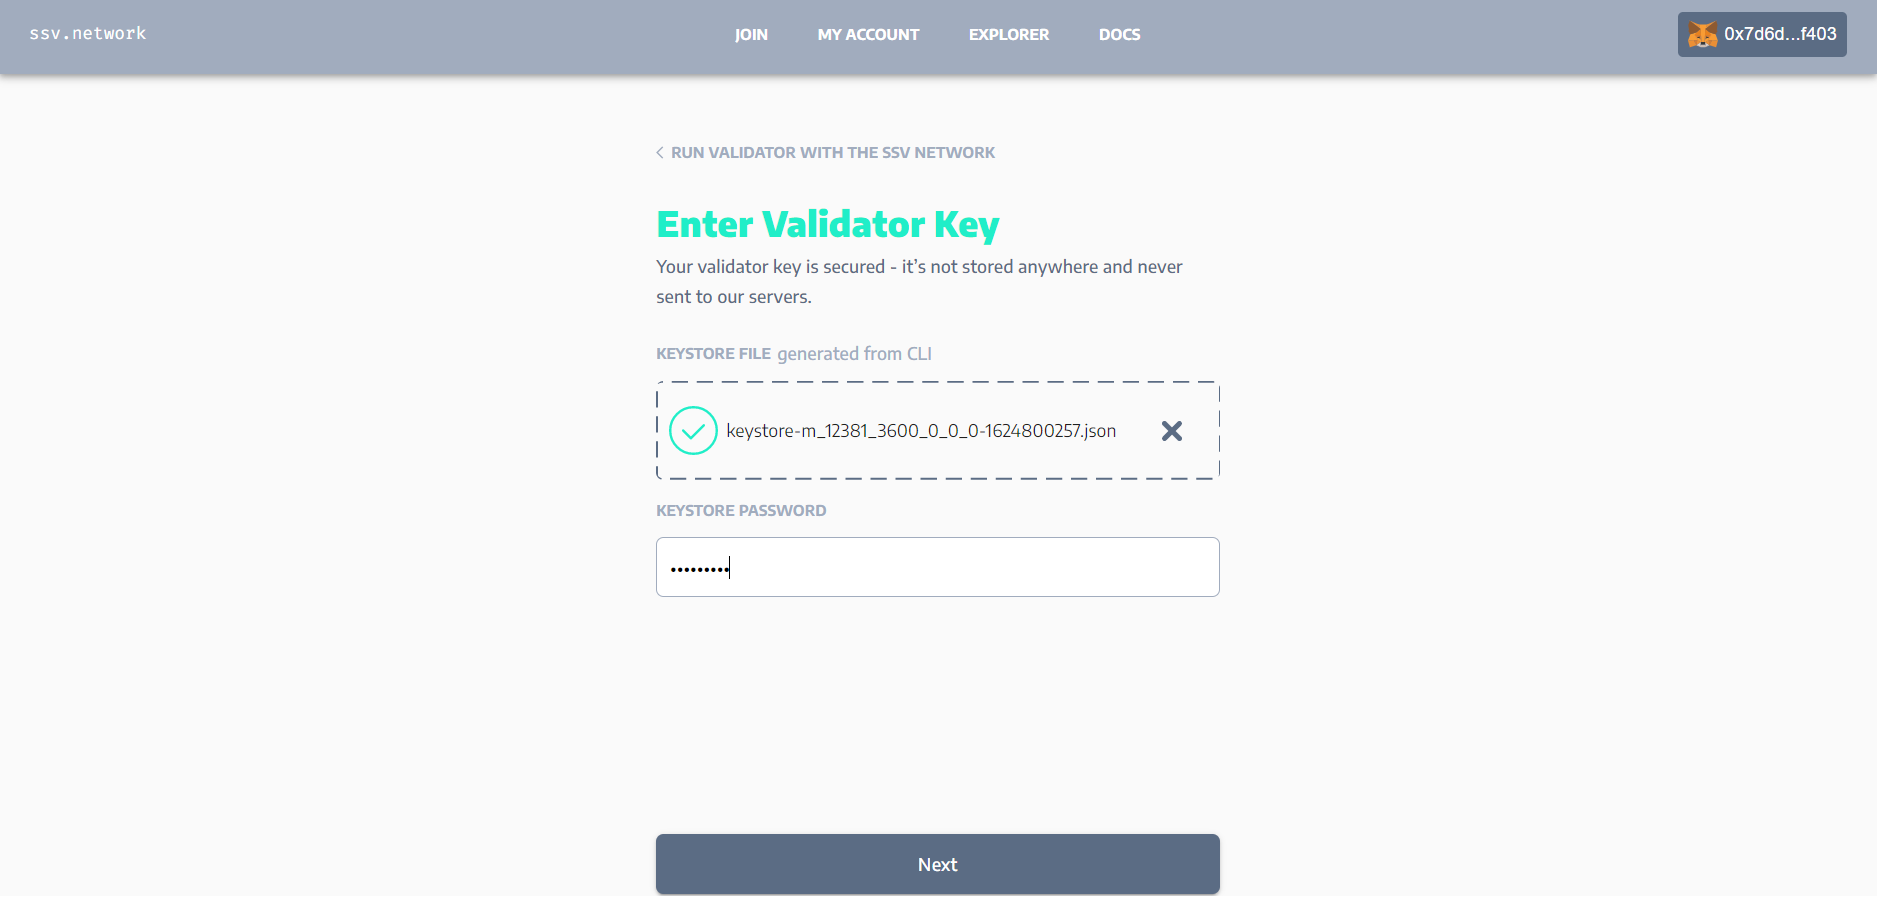 ssv.network
JOIN
MY ACCOUNT
EXPLORER
DOCS
0x7d6d...f403
RUN VALIDATOR WITH THE SSV NETWORK
Enter Validator Key
Your validator key is secured - it’s not stored anywhere and never
sent to our servers.
KEYSTORE FILE generated from CLI
keystore-m_12381_3600_0_0_0-1624800257.json
KEYSTORE PASSWORD
•••••••••
Next